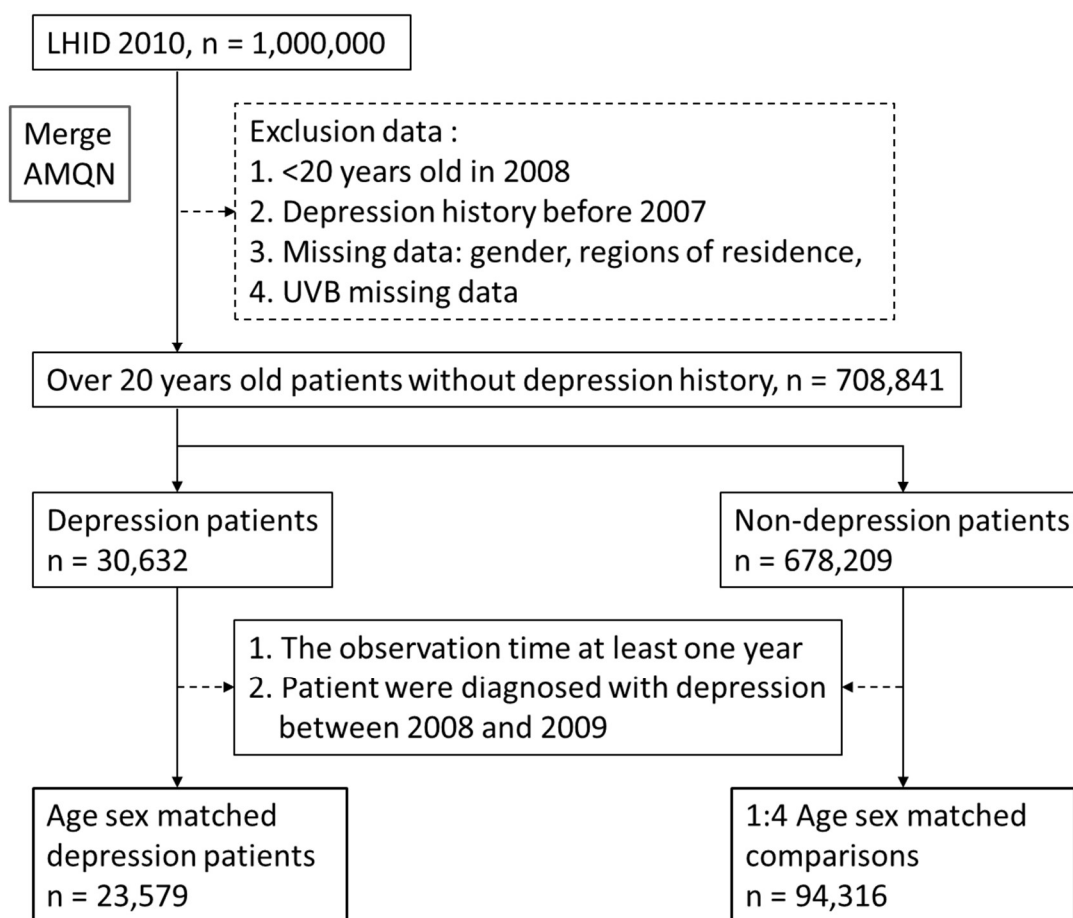 LHID 2010, n = 1,000,000
Merge
AMQN
Exclusion data :
1. <20 years old in 2008
2. Depression history before 2007
3. Missing data: gender, regions of residence,
4. UVB missing data
Over 20 years old patients without depression history, n = 708,841
Depression patients
n = 30,632
Non-depression patients
n = 678,209
1. The observation time at least one year
2. Patient were diagnosed with depression
between 2008 and 2009
Age sex matched
depression patients
n = 23,579
1:4 Age sex matched
comparisons
n = 94,316